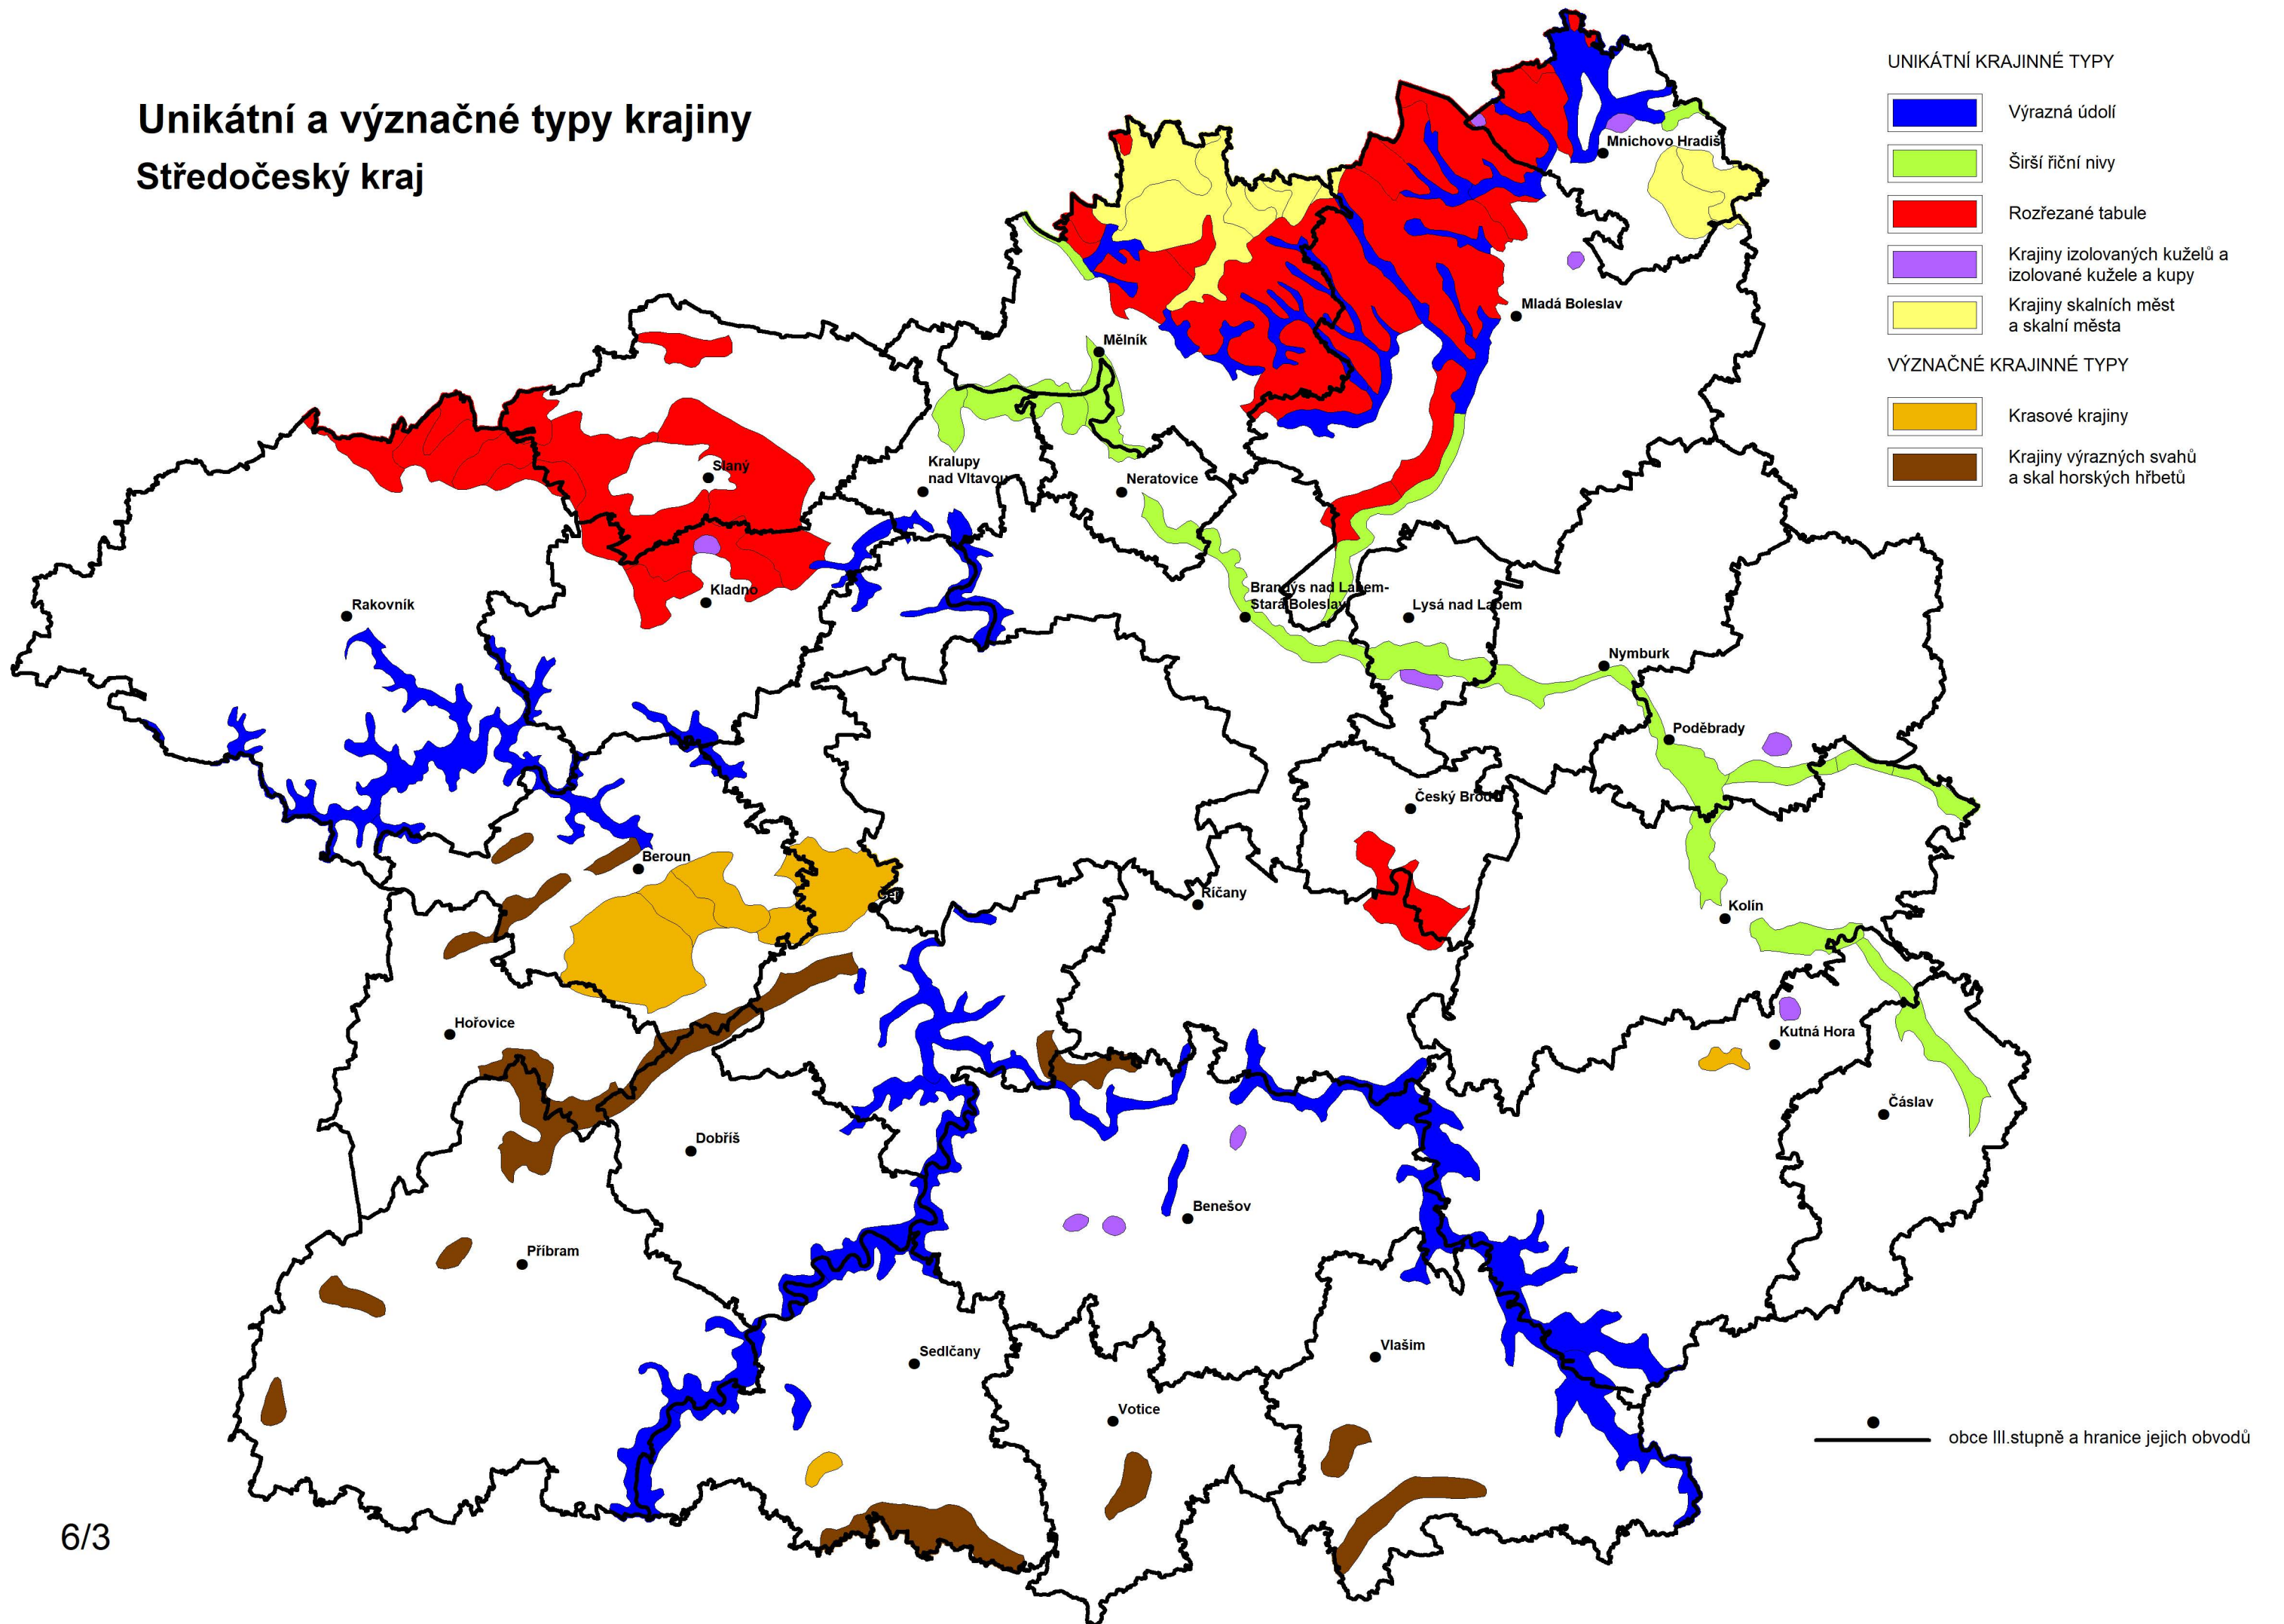 Unikátní a význačné typy krajiny
Středočeský kraj
UNIKÁTNÍ KRAJINNÉ TYPY
Výrazná údolí
Širší říční nivy
Rozřezané tabule
Krajiny izolovaných kuželů a
izolované kužele a kupy
Krajiny skalních měst
a skalní města
VÝZNAČNÉ KRAJINNÉ TYPY
Krasové krajiny
Krajiny výrazných svahů
a skal horských hřbetů
Mnichovo Hradiš
Mladá Boleslav
Mělník
Slaný
Kralupy
nad Vltavou
Neratovice
Rakovník
Kladno
Brandýs nad Labem-
Stará Boleslav
Lysá nad Labem
Nymburk
Poděbrady
Český Brod
Beroun
Říčany
Kolín
Hořovice
Kutná Hora
Čáslav
Dobříš
Benešov
Příbram
Sedlčany
Vlašim
Votice
obce III.stupně a hranice jejich obvodů
6/3